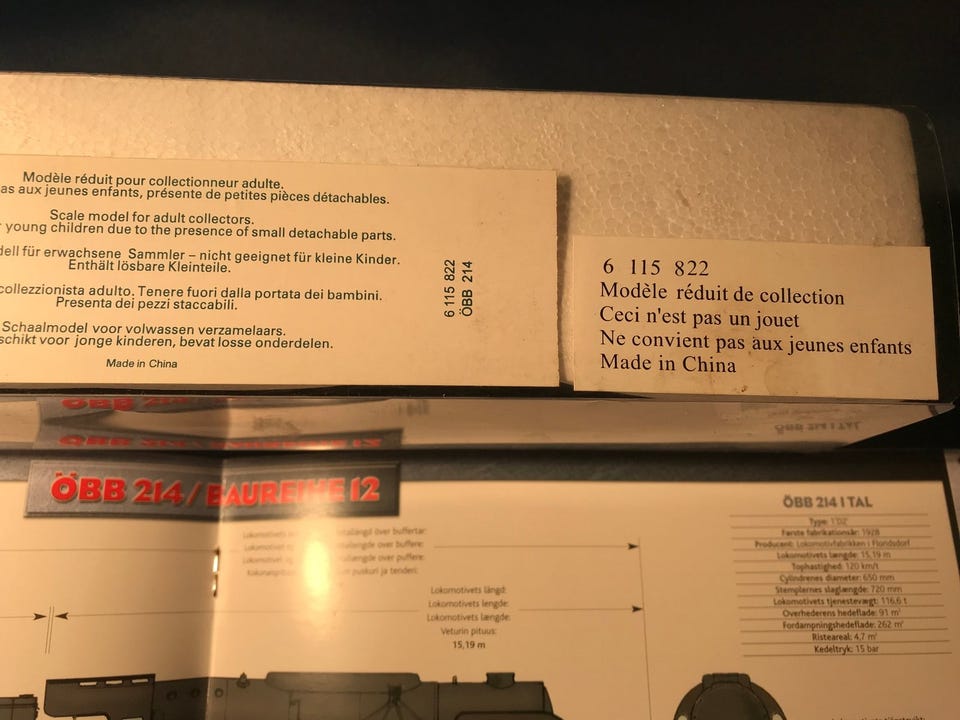 Modèle réduit pour collectionneur adulte.
as aux jeunes enfants, présente de petites pièces détachables.
Scale model for adult collectors.
young children due to the presence of small detachable parts.
dell für erwachsene Sammler – nicht geeignet für kleine Kinder.
Enthält lösbare Kleinteile.
collezzionista adulto. Tenere fuori dalla portata dei bambini.
Presenta dei pezzi staccabili.
Schaalmodel voor volwassen verzamelaars.
schikt voor jonge kinderen, bevat losse onderdelen.
Made in China
6 115 822
ÖBB 214
6 115 822
Modèle réduit de collection
Ceci n'est pas un jouet
Ne convient pas aux jeunes enfants
Made in China
ÖBB 214 / BAUREIHE 12
Lokomotivets længd:
Lokomotivets lengde:
Lokomotivets længde:
Veturin pituus:
15,19 m
ÖBB 214 I TAL
Type: 1'D2'
Første fabrikationsår: 1928
Producent: Lokomotivfabrikken i Floridsdorf
Lokomotivets længde: 15,19 m
Tophastighed: 120 km/t
Cylindrenes diameter: 650 mm
Stemplernes slaglængde: 720 mm
Lokomotivets tjenestevægt: 116,6 t
Overhederens hedeflade: 91 m²
Fordampningshedeflade: 262 m²
Risteareal: 4,7 m²
Kedeltryk: 15 bar